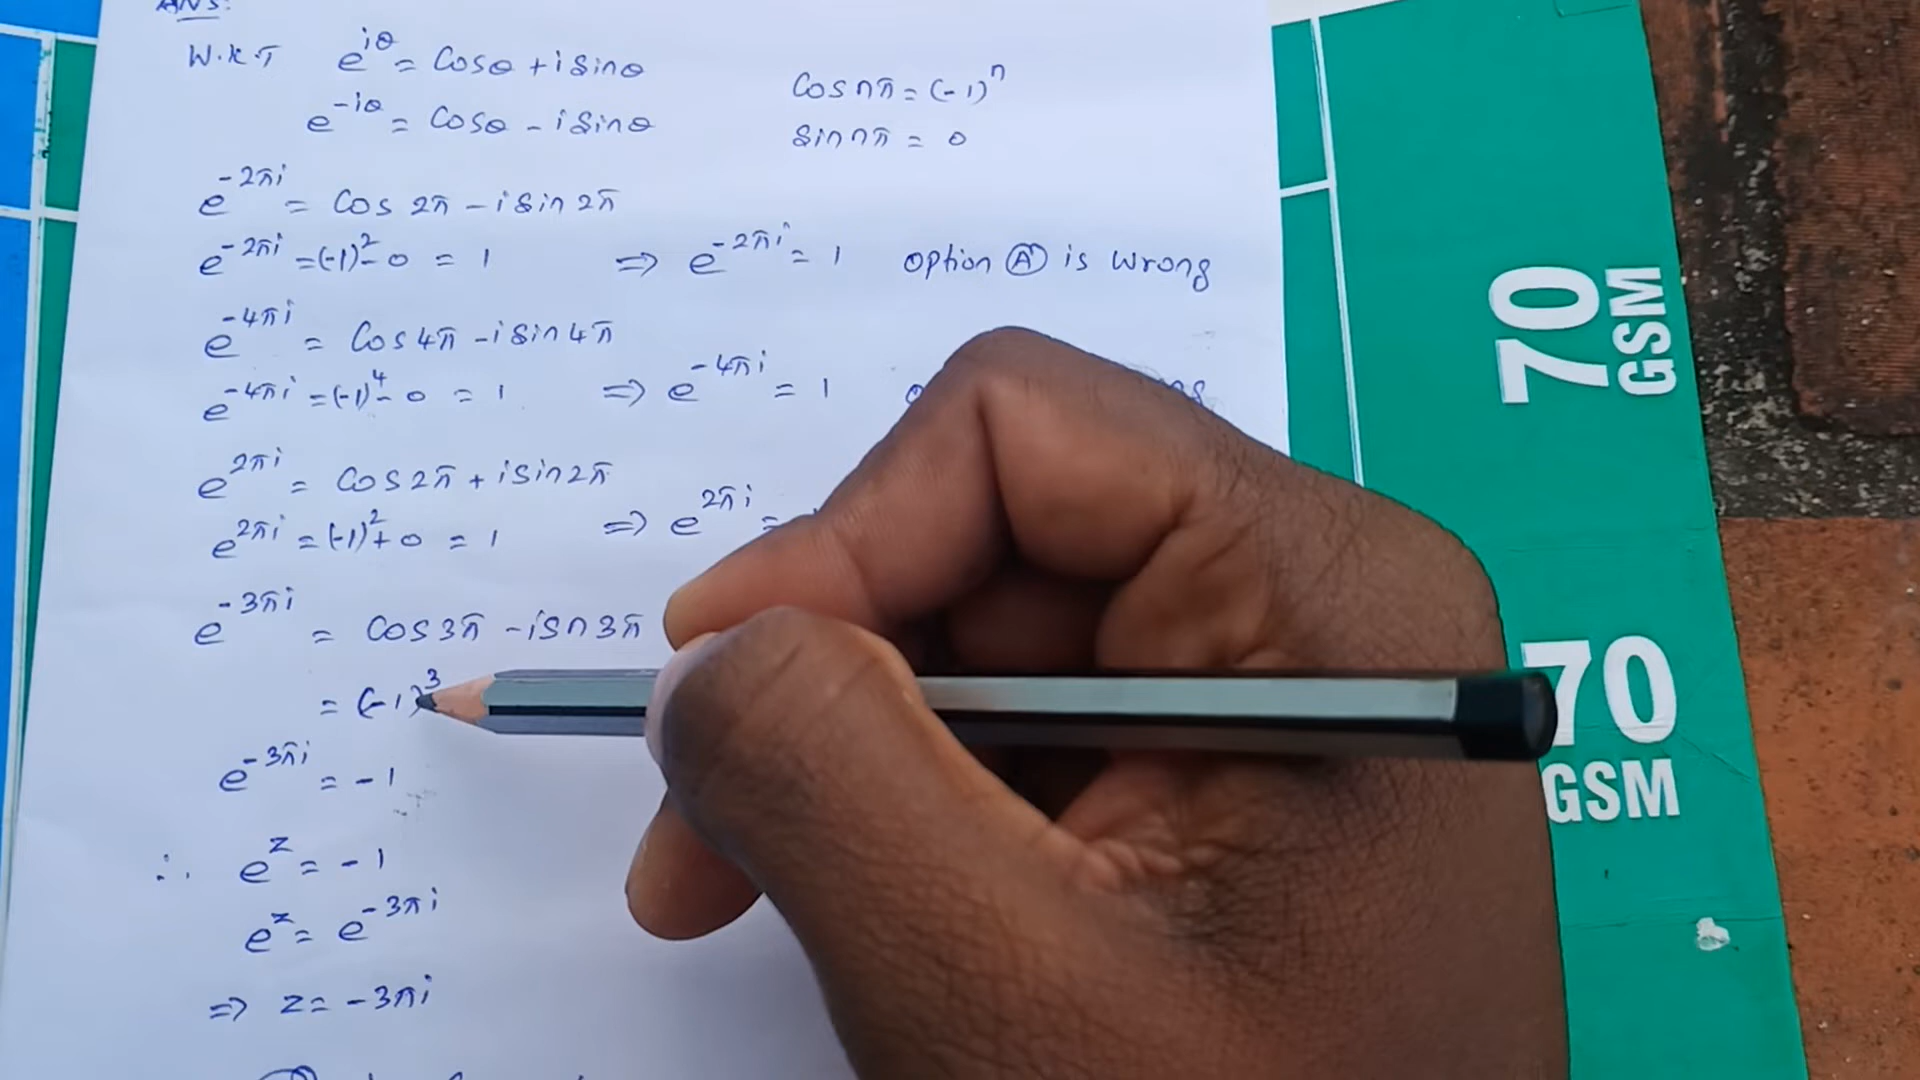 ANS:
W.K.T e^{iθ} = Cosθ + i Sinθ
e^{-iθ} = Cosθ - i Sinθ
Cos nπ = (-1)^n
Sin nπ = 0
e^{-2πi} = Cos 2π - i Sin 2π
e^{-2πi} = (-1)^2 - 0 = 1 ⇒ e^{-2πi} = 1 option Ⓐ is wrong
e^{-4πi} = Cos 4π - i Sin 4π
e^{-4πi} = (-1)^4 - 0 = 1 ⇒ e^{-4πi} = 1
e^{2πi} = Cos 2π + i Sin 2π
e^{2πi} = (-1)^2 + 0 = 1 ⇒ e^{2πi} =
e^{-3πi} = Cos 3π - i Sn 3π
= (-1)^3
e^{-3πi} = -1
∴ e^z = -1
e^z = e^{-3πi}
⇒ z = -3πi
70
GSM
70
GSM